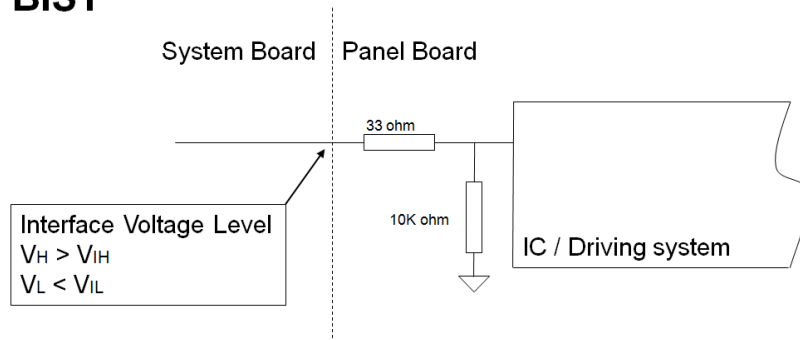 BIST
System Board
Panel Board
33 ohm
10K ohm
Interface Voltage Level
VH > VIH
VL < VIL
IC / Driving system